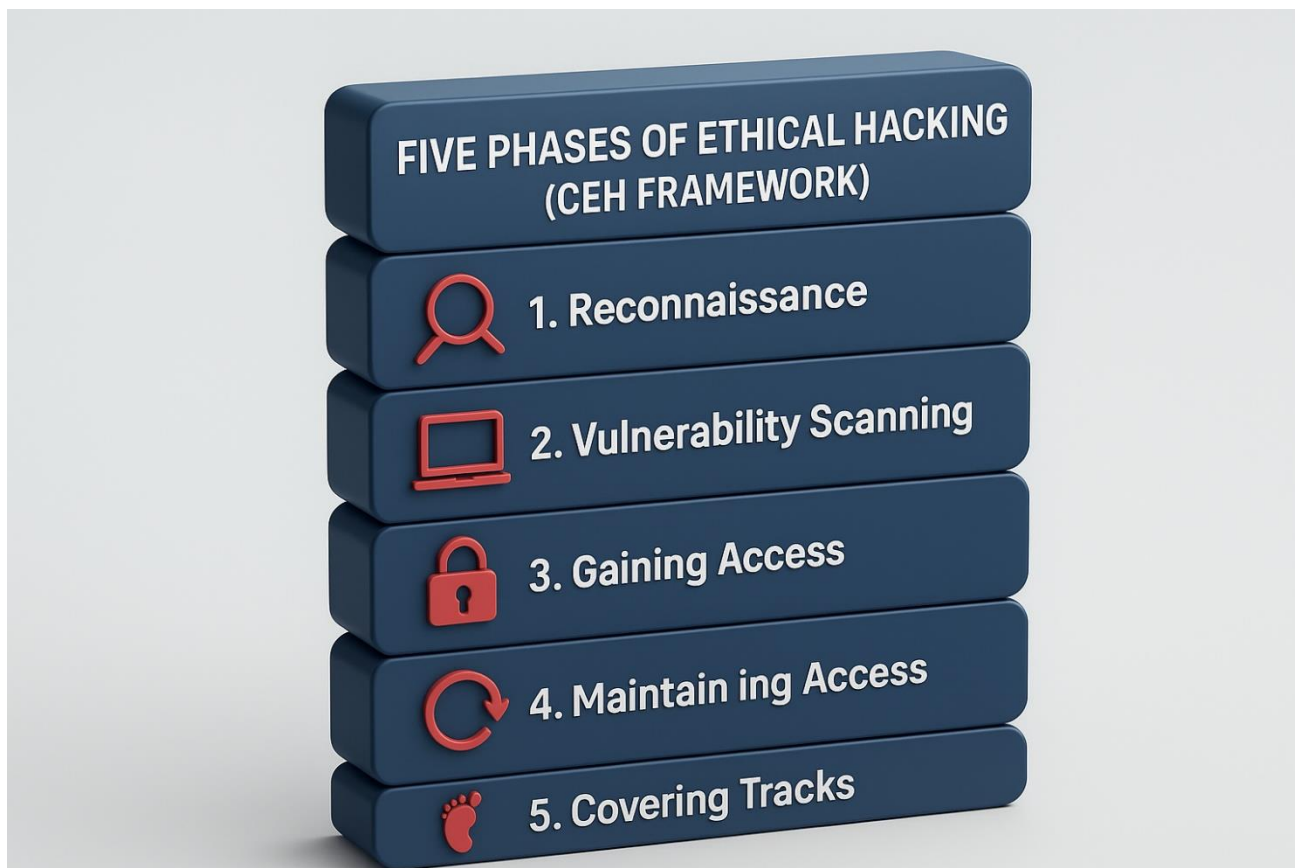 FIVE PHASES OF ETHICAL HACKING
(CEH FRAMEWORK)
1. Reconnaissance
2. Vulnerability Scanning
3. Gaining Access
4. Maintain ing Access
5. Covering Tracks